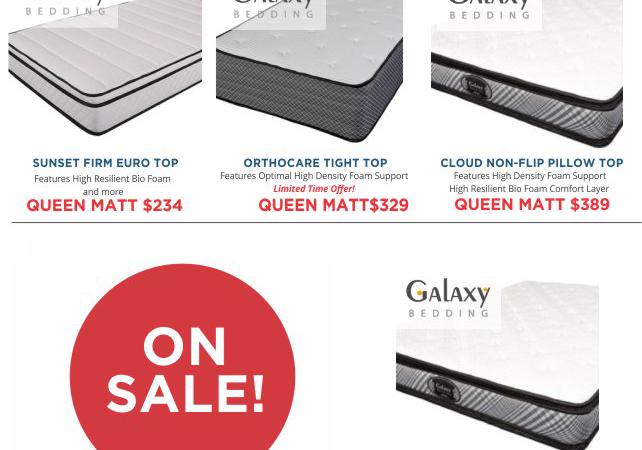 BEDDING
Galaxy
BEDDING
Galaxy
BEDDING
SUNSET FIRM EURO TOP
Features High Resilient Bio Foam
and more
QUEEN MATT $234
ORTHOCARE TIGHT TOP
Features Optimal High Density Foam Support
Limited Time Offer!
QUEEN MATT$329
CLOUD NON-FLIP PILLOW TOP
Features High Density Foam Support
High Resilient Bio Foam Comfort Layer
QUEEN MATT $389
ON
SALE!
Galaxy
BEDDING
Galaxy